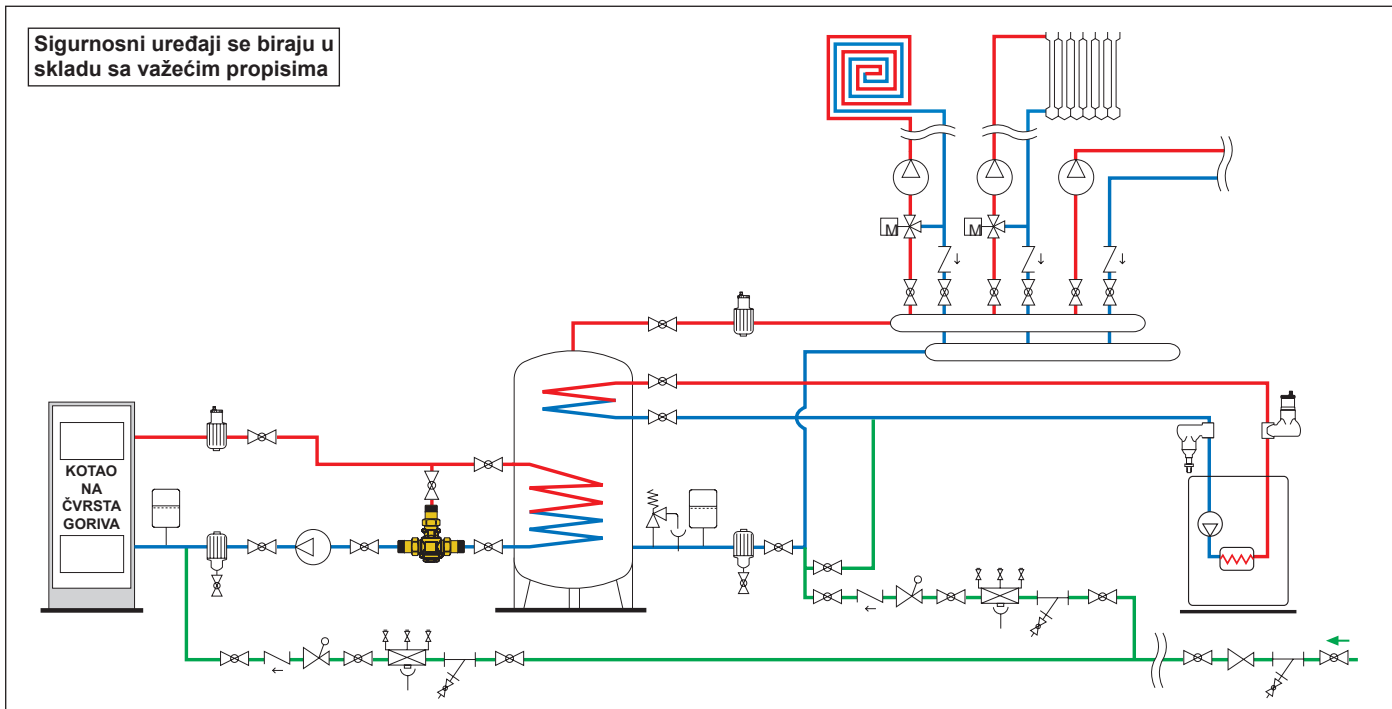 Sigurnosni uređaji se biraju u
skladu sa važećim propisima
M
M
KOTAO
NA
ČVRSTA
GORIVA